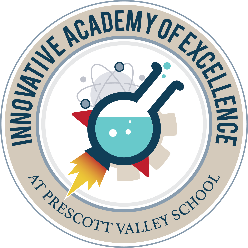 INNOVATIVE ACADEMY OF EXCELLENCE
AT PRESCOTT VALLEY SCHOOL